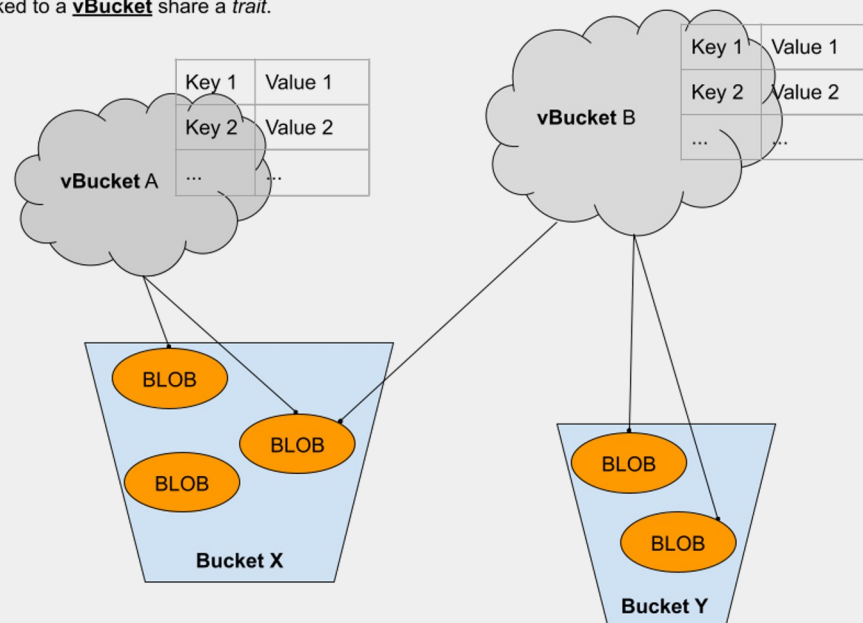 ked to a vBucket share a trait.
Key 1 Value 1
Key 2 Value 2
... ...
vBucket A
Key 1 Value 1
Key 2 Value 2
... ...
vBucket B
BLOB
BLOB
BLOB
Bucket X
BLOB
BLOB
Bucket Y